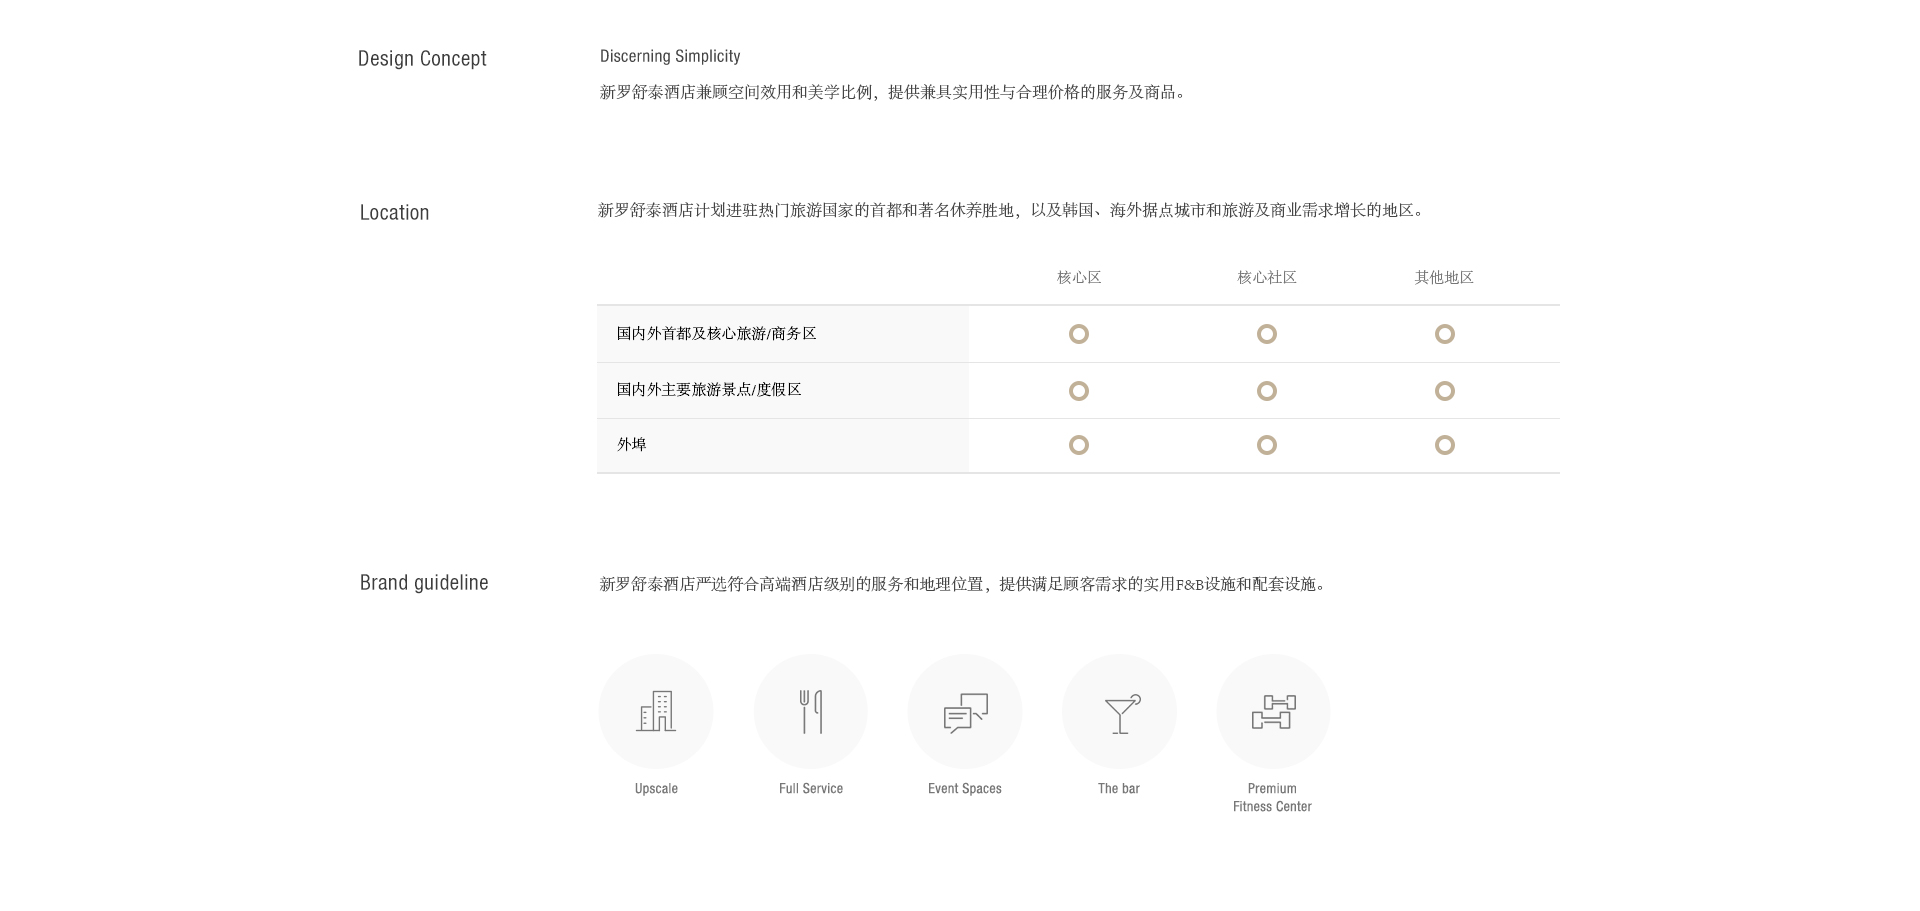 Design Concept
Discerning Simplicity
新罗舒泰酒店兼顾空间效用和美学比例，提供兼具实用性与合理价格的服务及商品。
Location
新罗舒泰酒店计划进驻热门旅游国家的首都和著名休养胜地，以及韩国、海外据点城市和旅游及商业需求增长的地区。
核心区 核心社区 其他地区
国内外首都及核心旅游/商务区
国内外主要旅游景点/度假区
外埠
Brand guideline
新罗舒泰酒店严选符合高端酒店级别的服务和地理位置，提供满足顾客需求的实用F&B设施和配套设施。
Upscale Full Service Event Spaces The bar Premium
Fitness Center